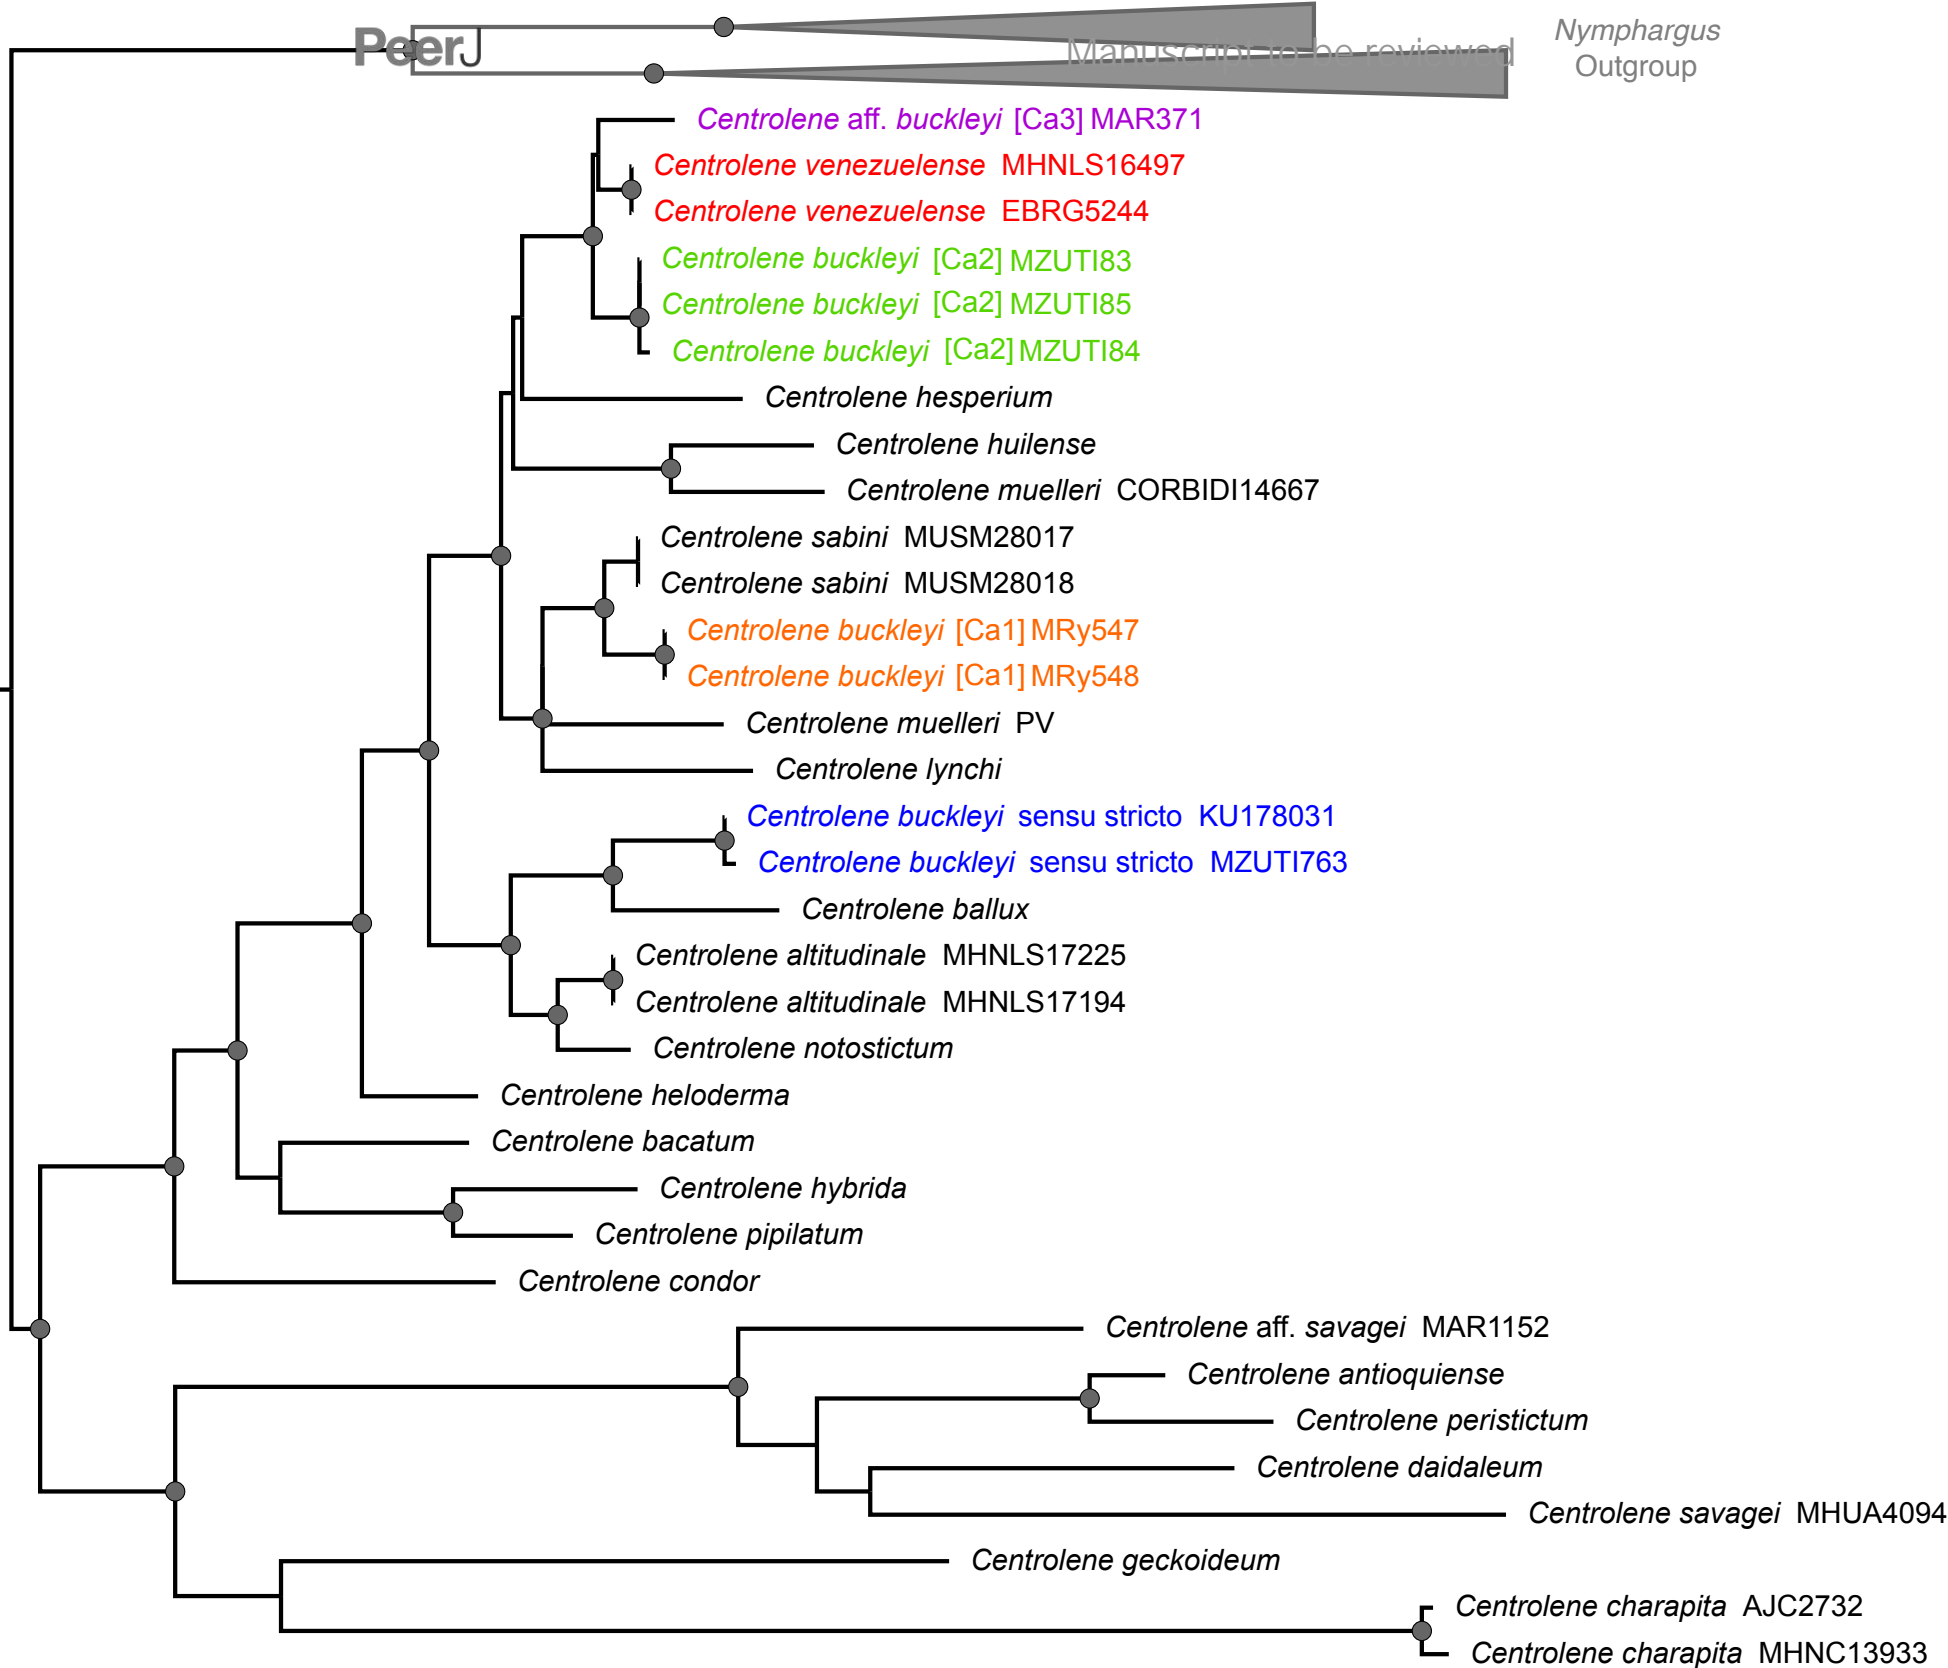 PeerJ
Manuscript to be reviewed
Nymphargus
Outgroup
Centrolene aff. buckleyi [Ca3] MAR371
Centrolene venezuelense MHNLS16497
Centrolene venezuelense EBRG5244
Centrolene buckleyi [Ca2] MZUTI83
Centrolene buckleyi [Ca2] MZUTI85
Centrolene buckleyi [Ca2] MZUTI84
Centrolene hesperium
Centrolene huilense
Centrolene muelleri CORBIDI14667
Centrolene sabini MUSM28017
Centrolene sabini MUSM28018
Centrolene buckleyi [Ca1] MRy547
Centrolene buckleyi [Ca1] MRy548
Centrolene muelleri PV
Centrolene lynchi
Centrolene buckleyi sensu stricto KU178031
Centrolene buckleyi sensu stricto MZUTI763
Centrolene ballux
Centrolene altitudinale MHNLS17225
Centrolene altitudinale MHNLS17194
Centrolene notostictum
Centrolene heloderma
Centrolene bacatum
Centrolene hybrida
Centrolene pipilatum
Centrolene condor
Centrolene aff. savagei MAR1152
Centrolene antioquiense
Centrolene peristictum
Centrolene daidaleum
Centrolene savagei MHUA4094
Centrolene geckoideum
Centrolene charapita AJC2732
Centrolene charapita MHNC13933